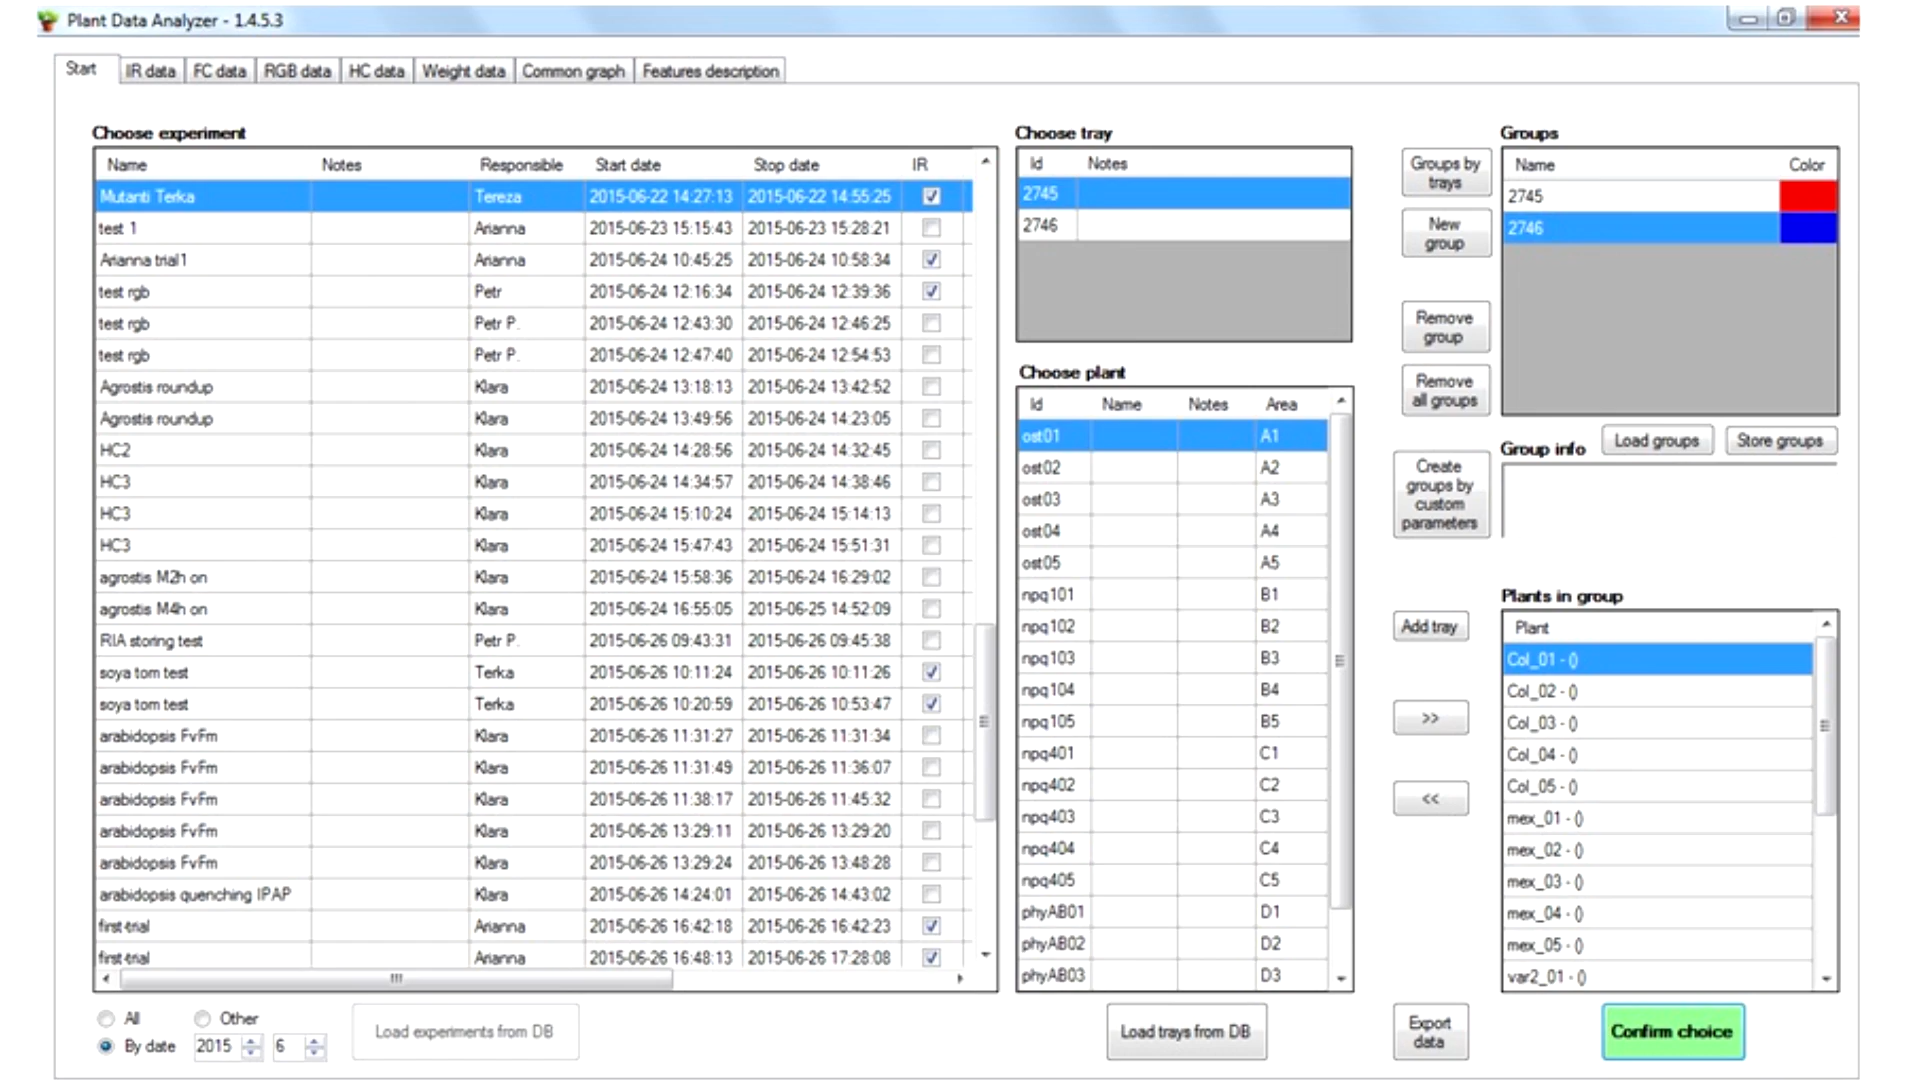 Plant Data Analyzer - 1.4.5.3
Start IR data FC data RGB data HC data Weight data Common graph Features description
Choose experiment
Name Notes Responsible Start date Stop date IR
Mutanti Terka Tereza 2015-06-22 14:27:13 2015-06-22 14:55:25
test 1 Arianna 2015-06-23 15:15:43 2015-06-23 15:28:21
Arianna trial1 Arianna 2015-06-24 10:45:25 2015-06-24 10:58:34
test rgb Petr 2015-06-24 12:16:34 2015-06-24 12:39:36
test rgb Petr P. 2015-06-24 12:43:30 2015-06-24 12:46:25
test rgb Petr P. 2015-06-24 12:47:40 2015-06-24 12:54:53
Agrostis roundup Klara 2015-06-24 13:18:13 2015-06-24 13:42:52
Agrostis roundup Klara 2015-06-24 13:49:56 2015-06-24 14:23:05
HC2 Klara 2015-06-24 14:28:56 2015-06-24 14:32:45
HC3 Klara 2015-06-24 14:34:57 2015-06-24 14:38:46
HC3 Klara 2015-06-24 15:10:24 2015-06-24 15:14:13
HC3 Klara 2015-06-24 15:47:43 2015-06-24 15:51:31
agrostis M2h on Klara 2015-06-24 15:58:36 2015-06-24 16:29:02
agrostis M4h on Klara 2015-06-24 16:55:05 2015-06-25 14:52:09
RIA storing test Petr P. 2015-06-26 09:43:31 2015-06-26 09:45:38
soya tom test Terka 2015-06-26 10:11:24 2015-06-26 10:11:26
soya tom test Terka 2015-06-26 10:20:59 2015-06-26 10:53:47
arabidopsis FvFm Klara 2015-06-26 11:31:27 2015-06-26 11:31:34
arabidopsis FvFm Klara 2015-06-26 11:31:49 2015-06-26 11:36:07
arabidopsis FvFm Klara 2015-06-26 11:38:17 2015-06-26 11:45:32
arabidopsis FvFm Klara 2015-06-26 13:29:11 2015-06-26 13:29:20
arabidopsis FvFm Klara 2015-06-26 13:29:24 2015-06-26 13:48:28
arabidopsis quenching IPAP Klara 2015-06-26 14:24:01 2015-06-26 14:43:02
first-trial Arianna 2015-06-26 16:42:18 2015-06-26 16:42:23
first-trial Arianna 2015-06-26 16:48:13 2015-06-26 17:28:08
All Other
By date 2015 6
Load experiments from DB
Choose tray
Id Notes
2745
2746
Choose plant
Id Name Notes Area
ost01 A1
ost02 A2
ost03 A3
ost04 A4
ost05 A5
npq101 B1
npq102 B2
npq103 B3
npq104 B4
npq105 B5
npq401 C1
npq402 C2
npq403 C3
npq404 C4
npq405 C5
phyAB01 D1
phyAB02 D2
phyAB03 D3
Load trays from DB
Groups by
trays
New
group
Remove
group
Remove
all groups
Create
groups by
custom
parameters
Add tray
>>
<<
Export
data
Groups
Name Color
2745
2746
Group info Load groups Store groups
Plants in group
Plant
Col_01 - ()
Col_02 - ()
Col_03 - ()
Col_04 - ()
Col_05 - ()
mex_01 - ()
mex_02 - ()
mex_03 - ()
mex_04 - ()
mex_05 - ()
var2_01 - ()
Confirm choice